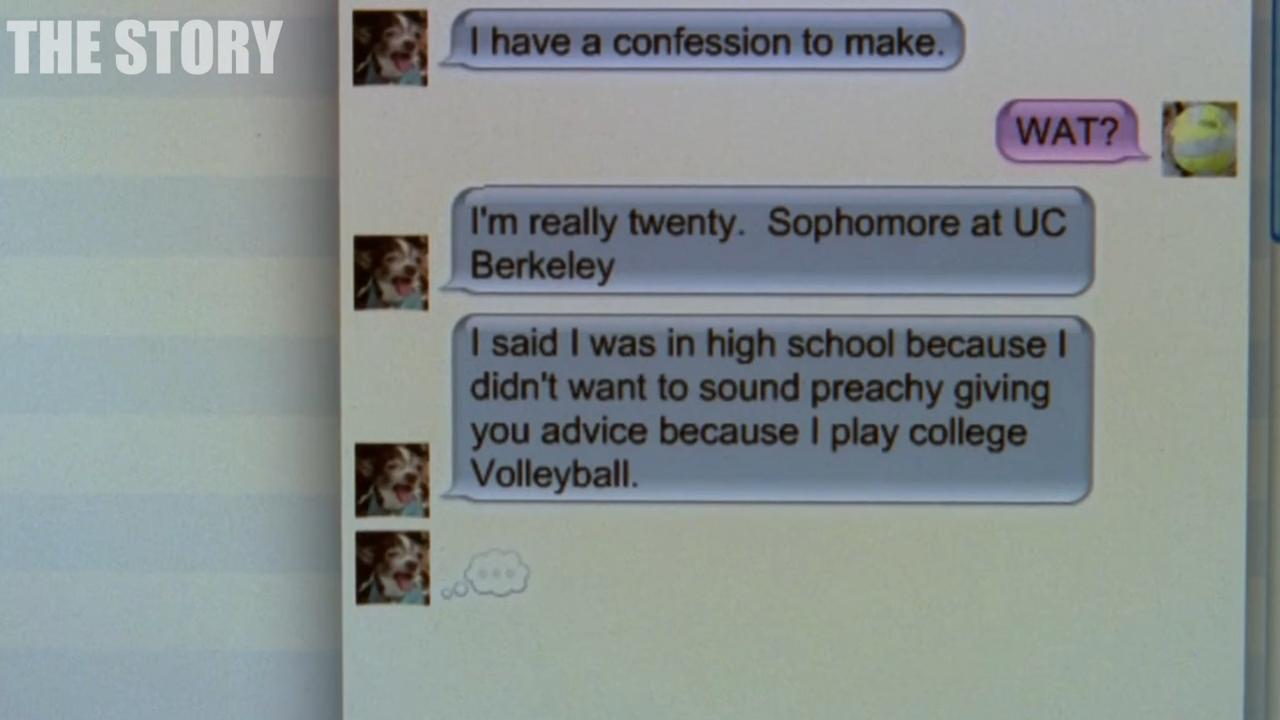 THE STORY
I have a confession to make.
WAT?
I'm really twenty.  Sophomore at UC
Berkeley
I said I was in high school because I
didn't want to sound preachy giving
you advice because I play college
Volleyball.